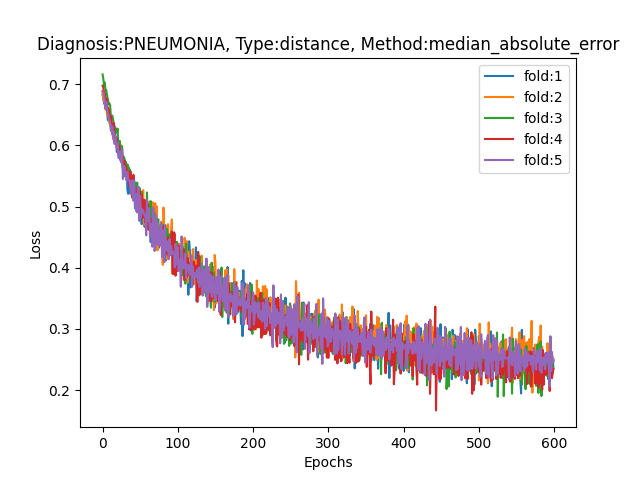 Diagnosis:PNEUMONIA, Type:distance, Method:median_absolute_error
fold:1
fold:2
fold:3
fold:4
fold:5
0.7
0.6
0.5
0.4
0.3
0.2
Loss
0 100 200 300 400 500 600
Epochs